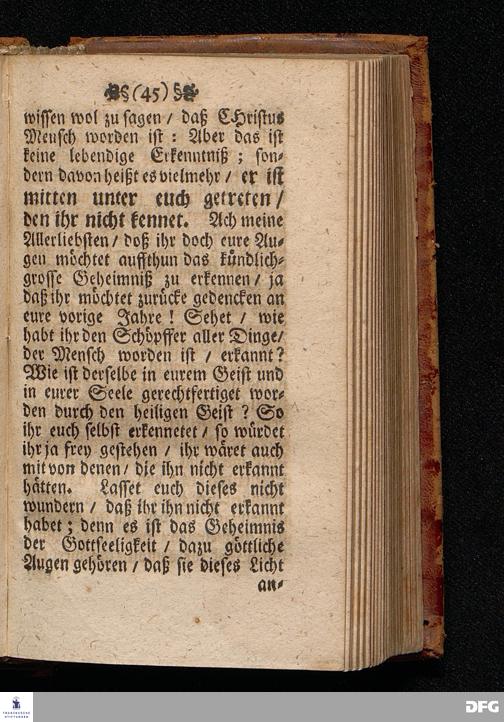 (45)
wissen wol zu sagen / daß CHristus
Mensch worden ist : Aber das ist
keine lebendige Erkenntniß ; son-
dern davon heißt es vielmehr / er ist
mitten unter euch getreten /
den ihr nicht kennet. Ach meine
Allerliebsten / doß ihr doch eure Au-
gen möchtet auffthun das kündlich-
grosse Geheimniß zu erkennen / ja
daß ihr möchtet zurücke gedencken an
eure vorige Jahre ! Sehet / wie
habt ihr den Schöpffer aller Dinge /
der Mensch worden ist / erkannt ?
Wie ist derselbe in eurem Geist und
in eurer Seele gerechtfertiget wor-
den durch den heiligen Geist ? So
ihr euch selbst erkennetet / so würdet
ihr ja frey gestehen / ihr wäret auch
mit von denen / die ihn nicht erkannt
hätten. Lasset euch dieses nicht
wundern / daß ihr ihn nicht erkannt
habet ; denn es ist das Geheimnis
der Gottseeligkeit / dazu göttliche
Augen gehören / daß sie dieses Licht
an-
FRANCKESCHE
STIFTUNGEN
DFG